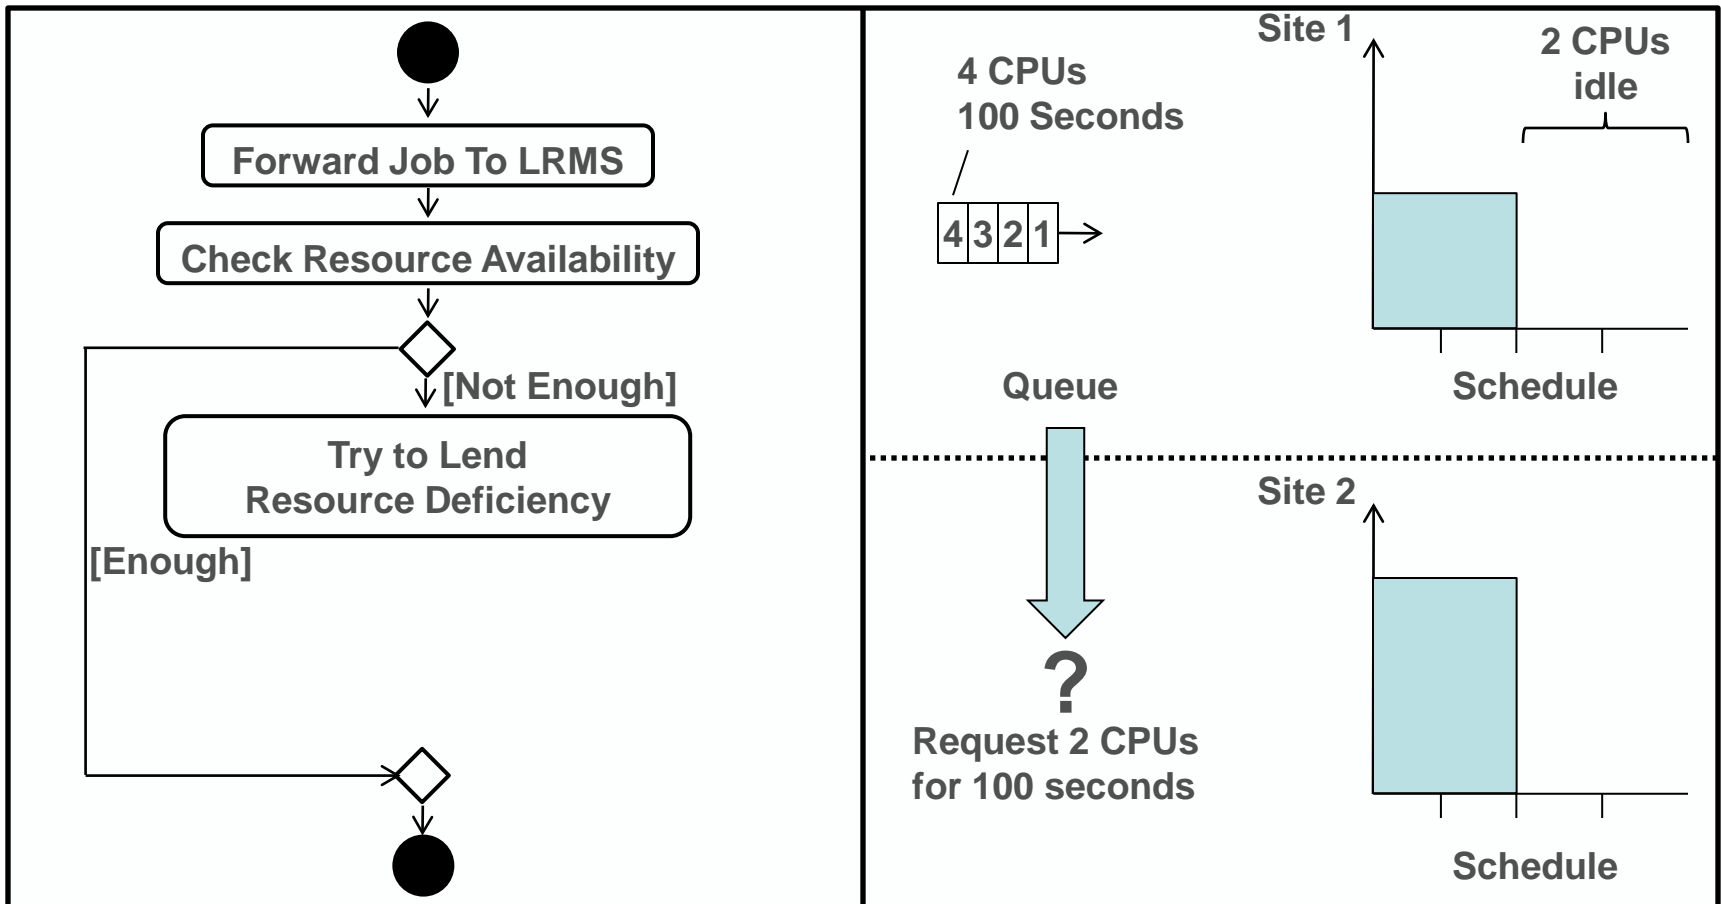 Forward Job To LRMS
Check Resource Availability
[Not Enough]
Try to Lend
Resource Deficiency
[Enough]
Site 1
2 CPUs
idle
4 CPUs
100 Seconds
4 3 2 1
Queue
Schedule
Site 2
?
Request 2 CPUs
for 100 seconds
Schedule